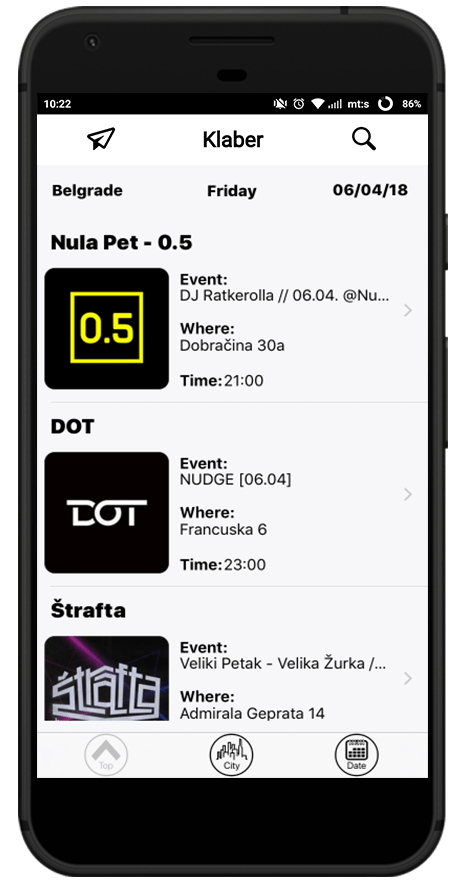 10:22 mt:s 86%
Klaber
Belgrade Friday 06/04/18
Nula Pet - 0.5
0.5
Event:
DJ Ratkerolla // 06.04. @Nu...
Where:
Dobračina 30a
Time: 21:00
DOT
DOT
Event:
NUDGE [06.04]
Where:
Francuska 6
Time: 23:00
Štrafta
štrafta
Event:
Veliki Petak - Velika Žurka /...
Where:
Admirala Geprata 14
Top City Date